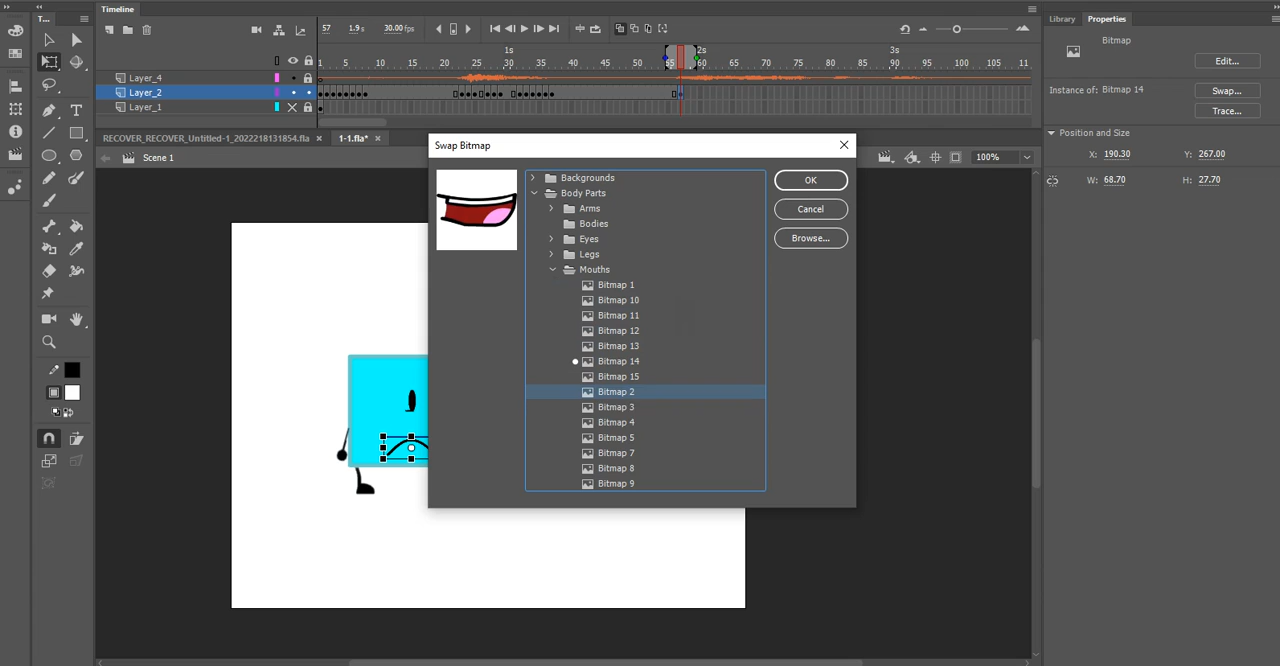 Timeline
Library
Properties
T...
57
1.9s
30.00 fps
Bitmap
Edit...
Instance of:
Bitmap 14
Swap...
Trace...
1s
2s
3s
1
5
10
15
20
25
30
35
40
45
50
55
60
65
70
75
80
85
90
95
100
105
11
Layer_4
Layer_2
Layer_1
RECOVER_RECOVER_Untitled-1_2022218131854.fla
1-1.fla*
Scene 1
100%
Position and Size
X:
190.30
Y:
267.00
W:
68.70
H:
27.70
Swap Bitmap
Backgrounds
Body Parts
Arms
Bodies
Eyes
Legs
Mouths
Bitmap 1
Bitmap 10
Bitmap 11
Bitmap 12
Bitmap 13
Bitmap 14
Bitmap 15
Bitmap 2
Bitmap 3
Bitmap 4
Bitmap 5
Bitmap 7
Bitmap 8
Bitmap 9
OK
Cancel
Browse...